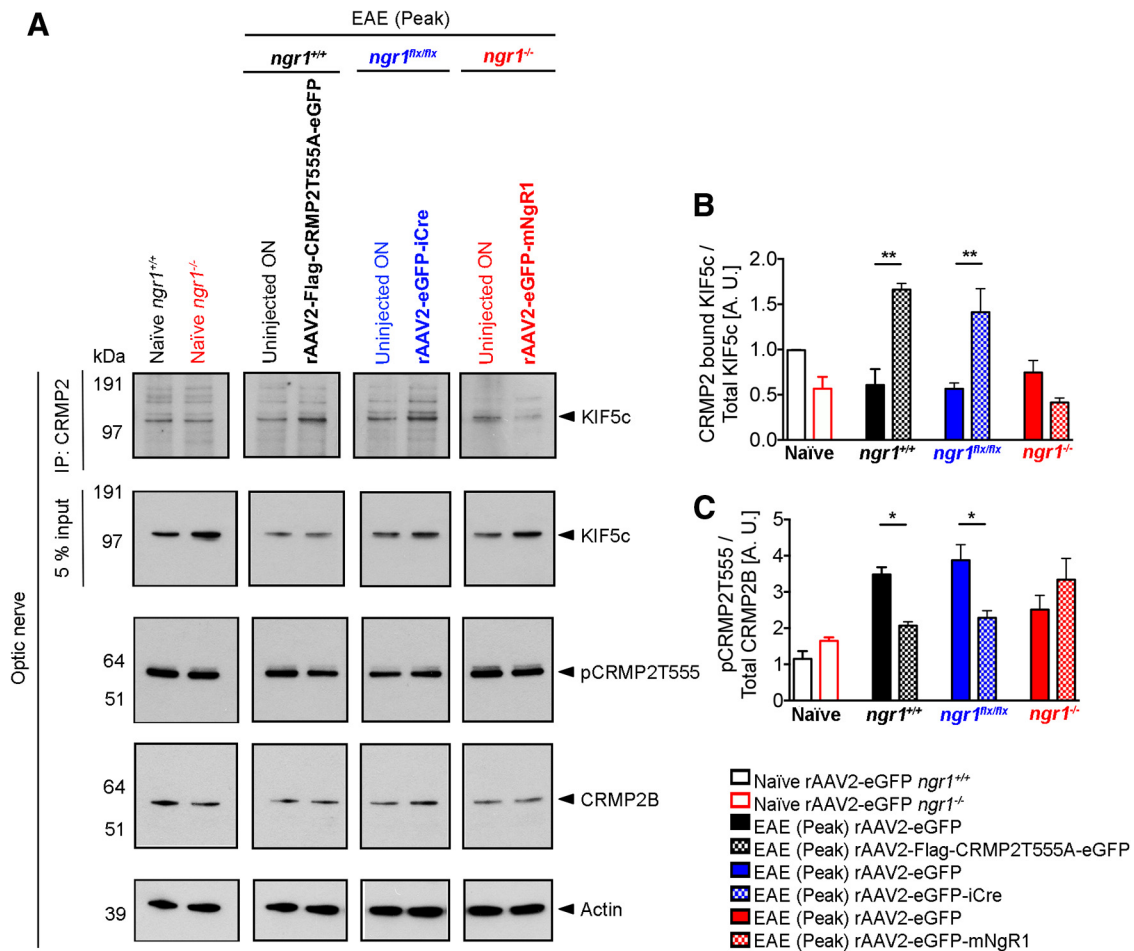 A
EAE (Peak)
ngr1+/+
ngr1flx/flx
ngr1-/-
Naïve ngr1+/+
Naïve ngr1-/-
Uninjected ON
rAAV2-Flag-CRMP2T555A-eGFP
Uninjected ON
rAAV2-eGFP-iCre
Uninjected ON
rAAV2-eGFP-mNgR1
kDa
Optic nerve
IP: CRMP2
191
97
KIF5c
5 % input
191
97
KIF5c
64
51
pCRMP2T555
64
51
CRMP2B
39
Actin
B
CRMP2 bound KIF5c /
Total KIF5c [A. U.]
2.0
1.5
1.0
0.5
0.0
** **
Naïve ngr1+/+ ngr1flx/flx ngr1-/-
C
pCRMP2T555 /
Total CRMP2B [A. U.]
5
4
3
2
1
0
* *
Naïve ngr1+/+ ngr1flx/flx ngr1-/-
Naïve rAAV2-eGFP ngr1+/+
Naïve rAAV2-eGFP ngr1-/-
EAE (Peak) rAAV2-eGFP
EAE (Peak) rAAV2-Flag-CRMP2T555A-eGFP
EAE (Peak) rAAV2-eGFP
EAE (Peak) rAAV2-eGFP-iCre
EAE (Peak) rAAV2-eGFP
EAE (Peak) rAAV2-eGFP-mNgR1